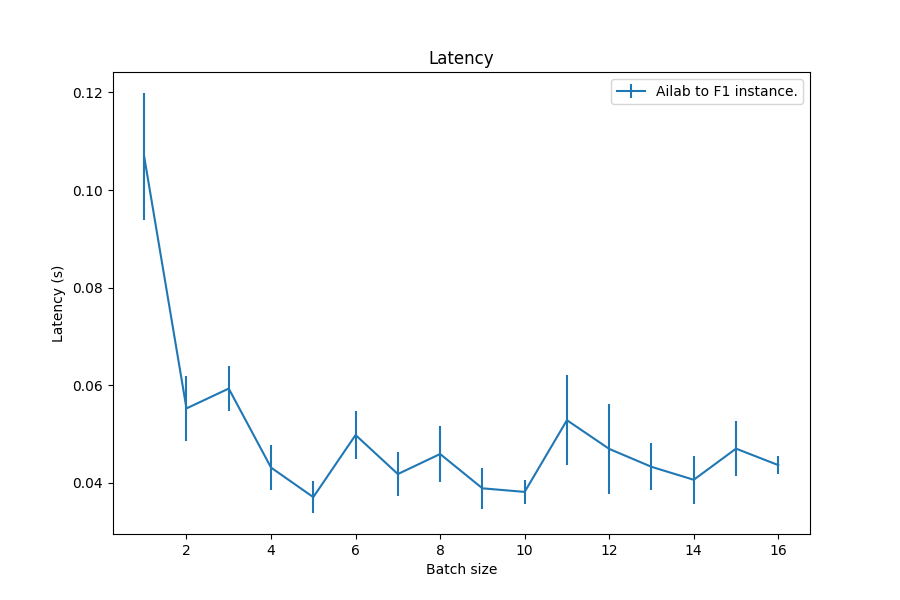 Latency
Ailab to F1 instance.
0.12
0.10
0.08
0.06
0.04
Latency (s)
2 4 6 8 10 12 14 16
Batch size